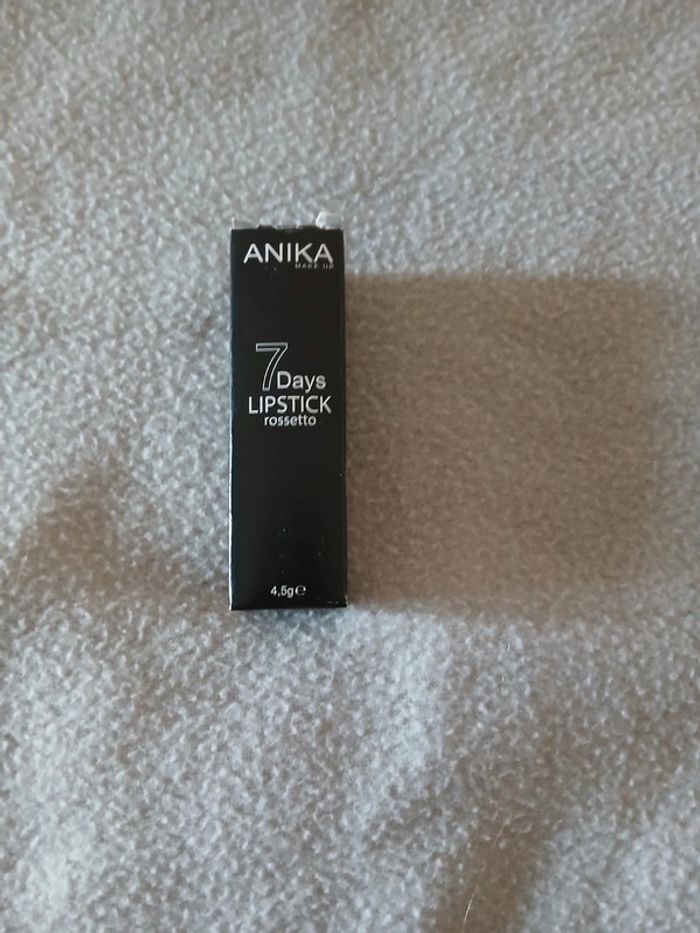 ANIKA
MAKE UP
7Days
LIPSTICK
rossetto
4,5g℮